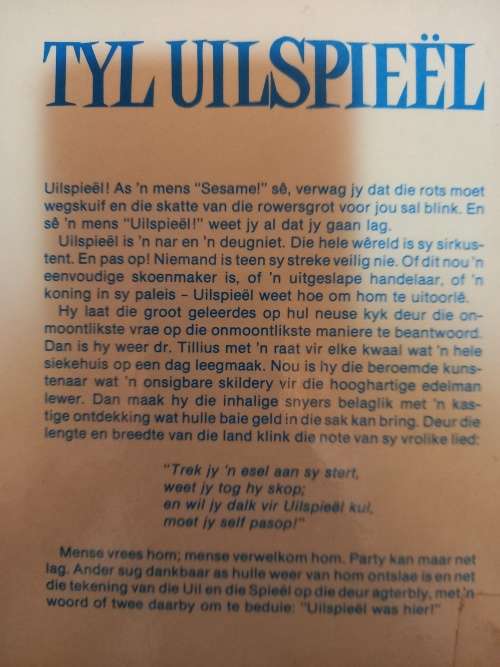 TYL UILSPIEËL
Uilspieël! As 'n mens "Sesame!" sê, verwag jy dat die rots moet
wegskuif en die skatte van die rowersgrot voor jou sal blink. En
sê 'n mens "Uilspieël!" weet jy al dat jy gaan lag.
Uilspieël is 'n nar en 'n deugniet. Die hele wêreld is sy sirkus-
tent. En pas op! Niemand is teen sy streke veilig nie. Of dit nou 'n
eenvoudige skoenmaker is, of 'n uitgeslape handelaar, of 'n
koning in sy paleis – Uilspieël weet hoe om hom te uitoorlê.
Hy laat die groot geleerdes op hul neuse kyk deur die on-
moontlikste vrae op die onmoontlikste maniere te beantwoord.
Dan is hy weer dr. Tillius met 'n raat vir elke kwaal wat 'n hele
siekehuis op een dag leegmaak. Nou is hy die beroemde kuns-
tenaar wat 'n onsigbare skildery vir die hooghartige edelman
lewer. Dan maak hy die inhalige snyers belaglik met 'n kas-
tige ontdekking wat hulle baie geld in die sak kan bring. Deur die
lengte en breedte van die land klink die note van sy vrolike lied:
"Trek jy 'n esel aan sy stert,
weet jy tog hy skop;
en wil jy dalk vir Uilspieël kul,
moet jy self pasop!"
Mense vrees hom; mense verwelkom hom. Party kan maar net
lag. Ander sug dankbaar as hulle weer van hom ontslae is en net
die tekening van die Uil en die Spieël op die deur agterbly, met 'n
woord of twee daarby om te beduie: "Uilspieël was hier!"